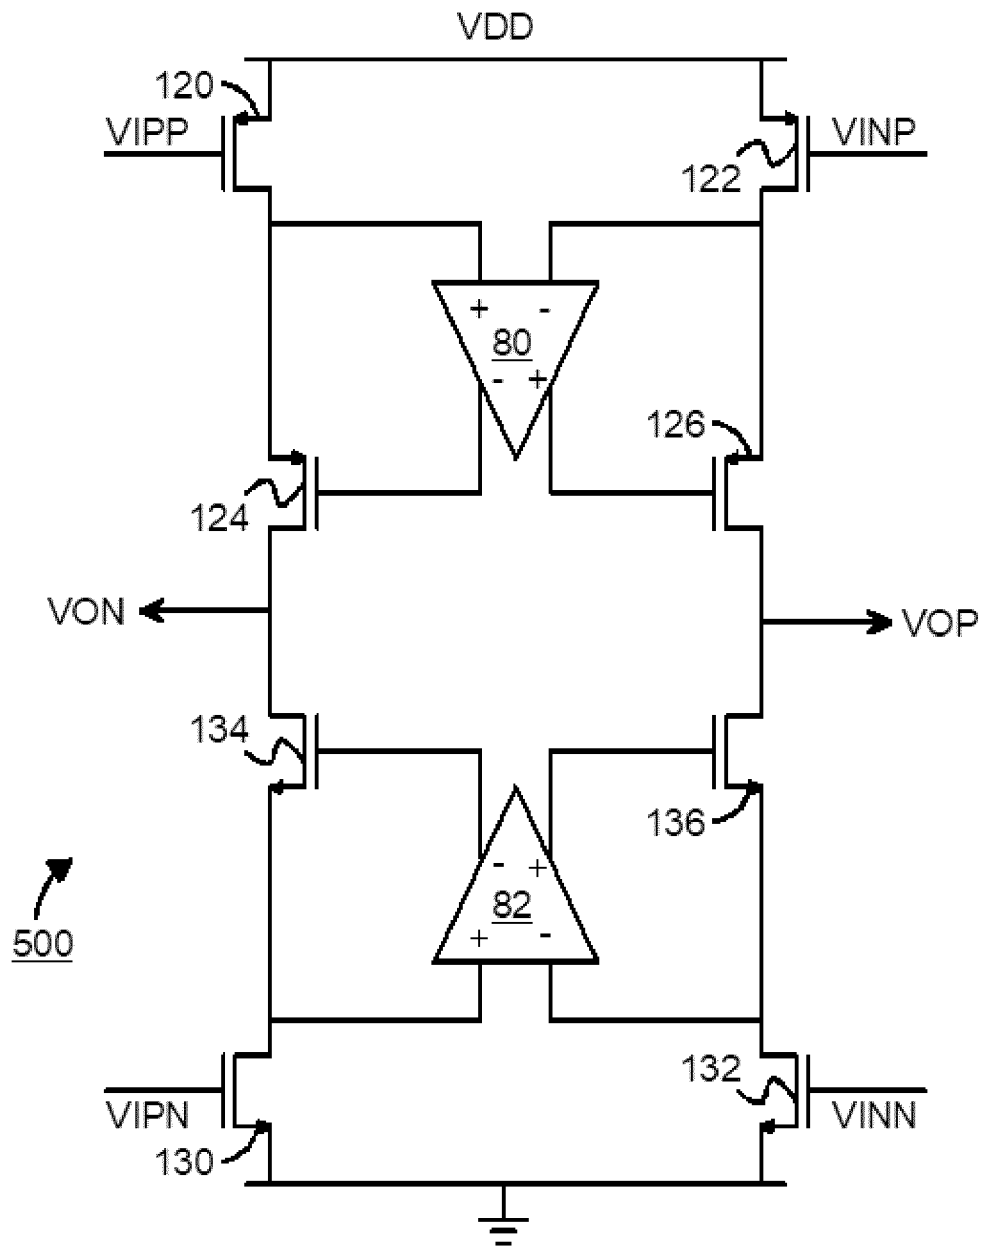 VDD
120
VIPP
VINP
122
+ -
80
- +
126
124
VON
VOP
134
136
- +
82
+ -
500
132
VIPN
VINN
130